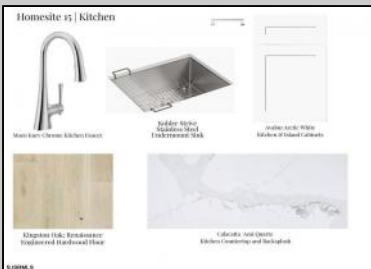 Homesite 15 | Kitchen
Moen Kurv Chrome Kitchen Faucet
Kohler Strive
Stainless Steel
Undermount Sink
Avalon Arctic White
Kitchen & Island Cabinets
Kingston Oak: Renaissance
Engineered Hardwood Floor
Calacatta Quartz
Kitchen Countertop and Backsplash